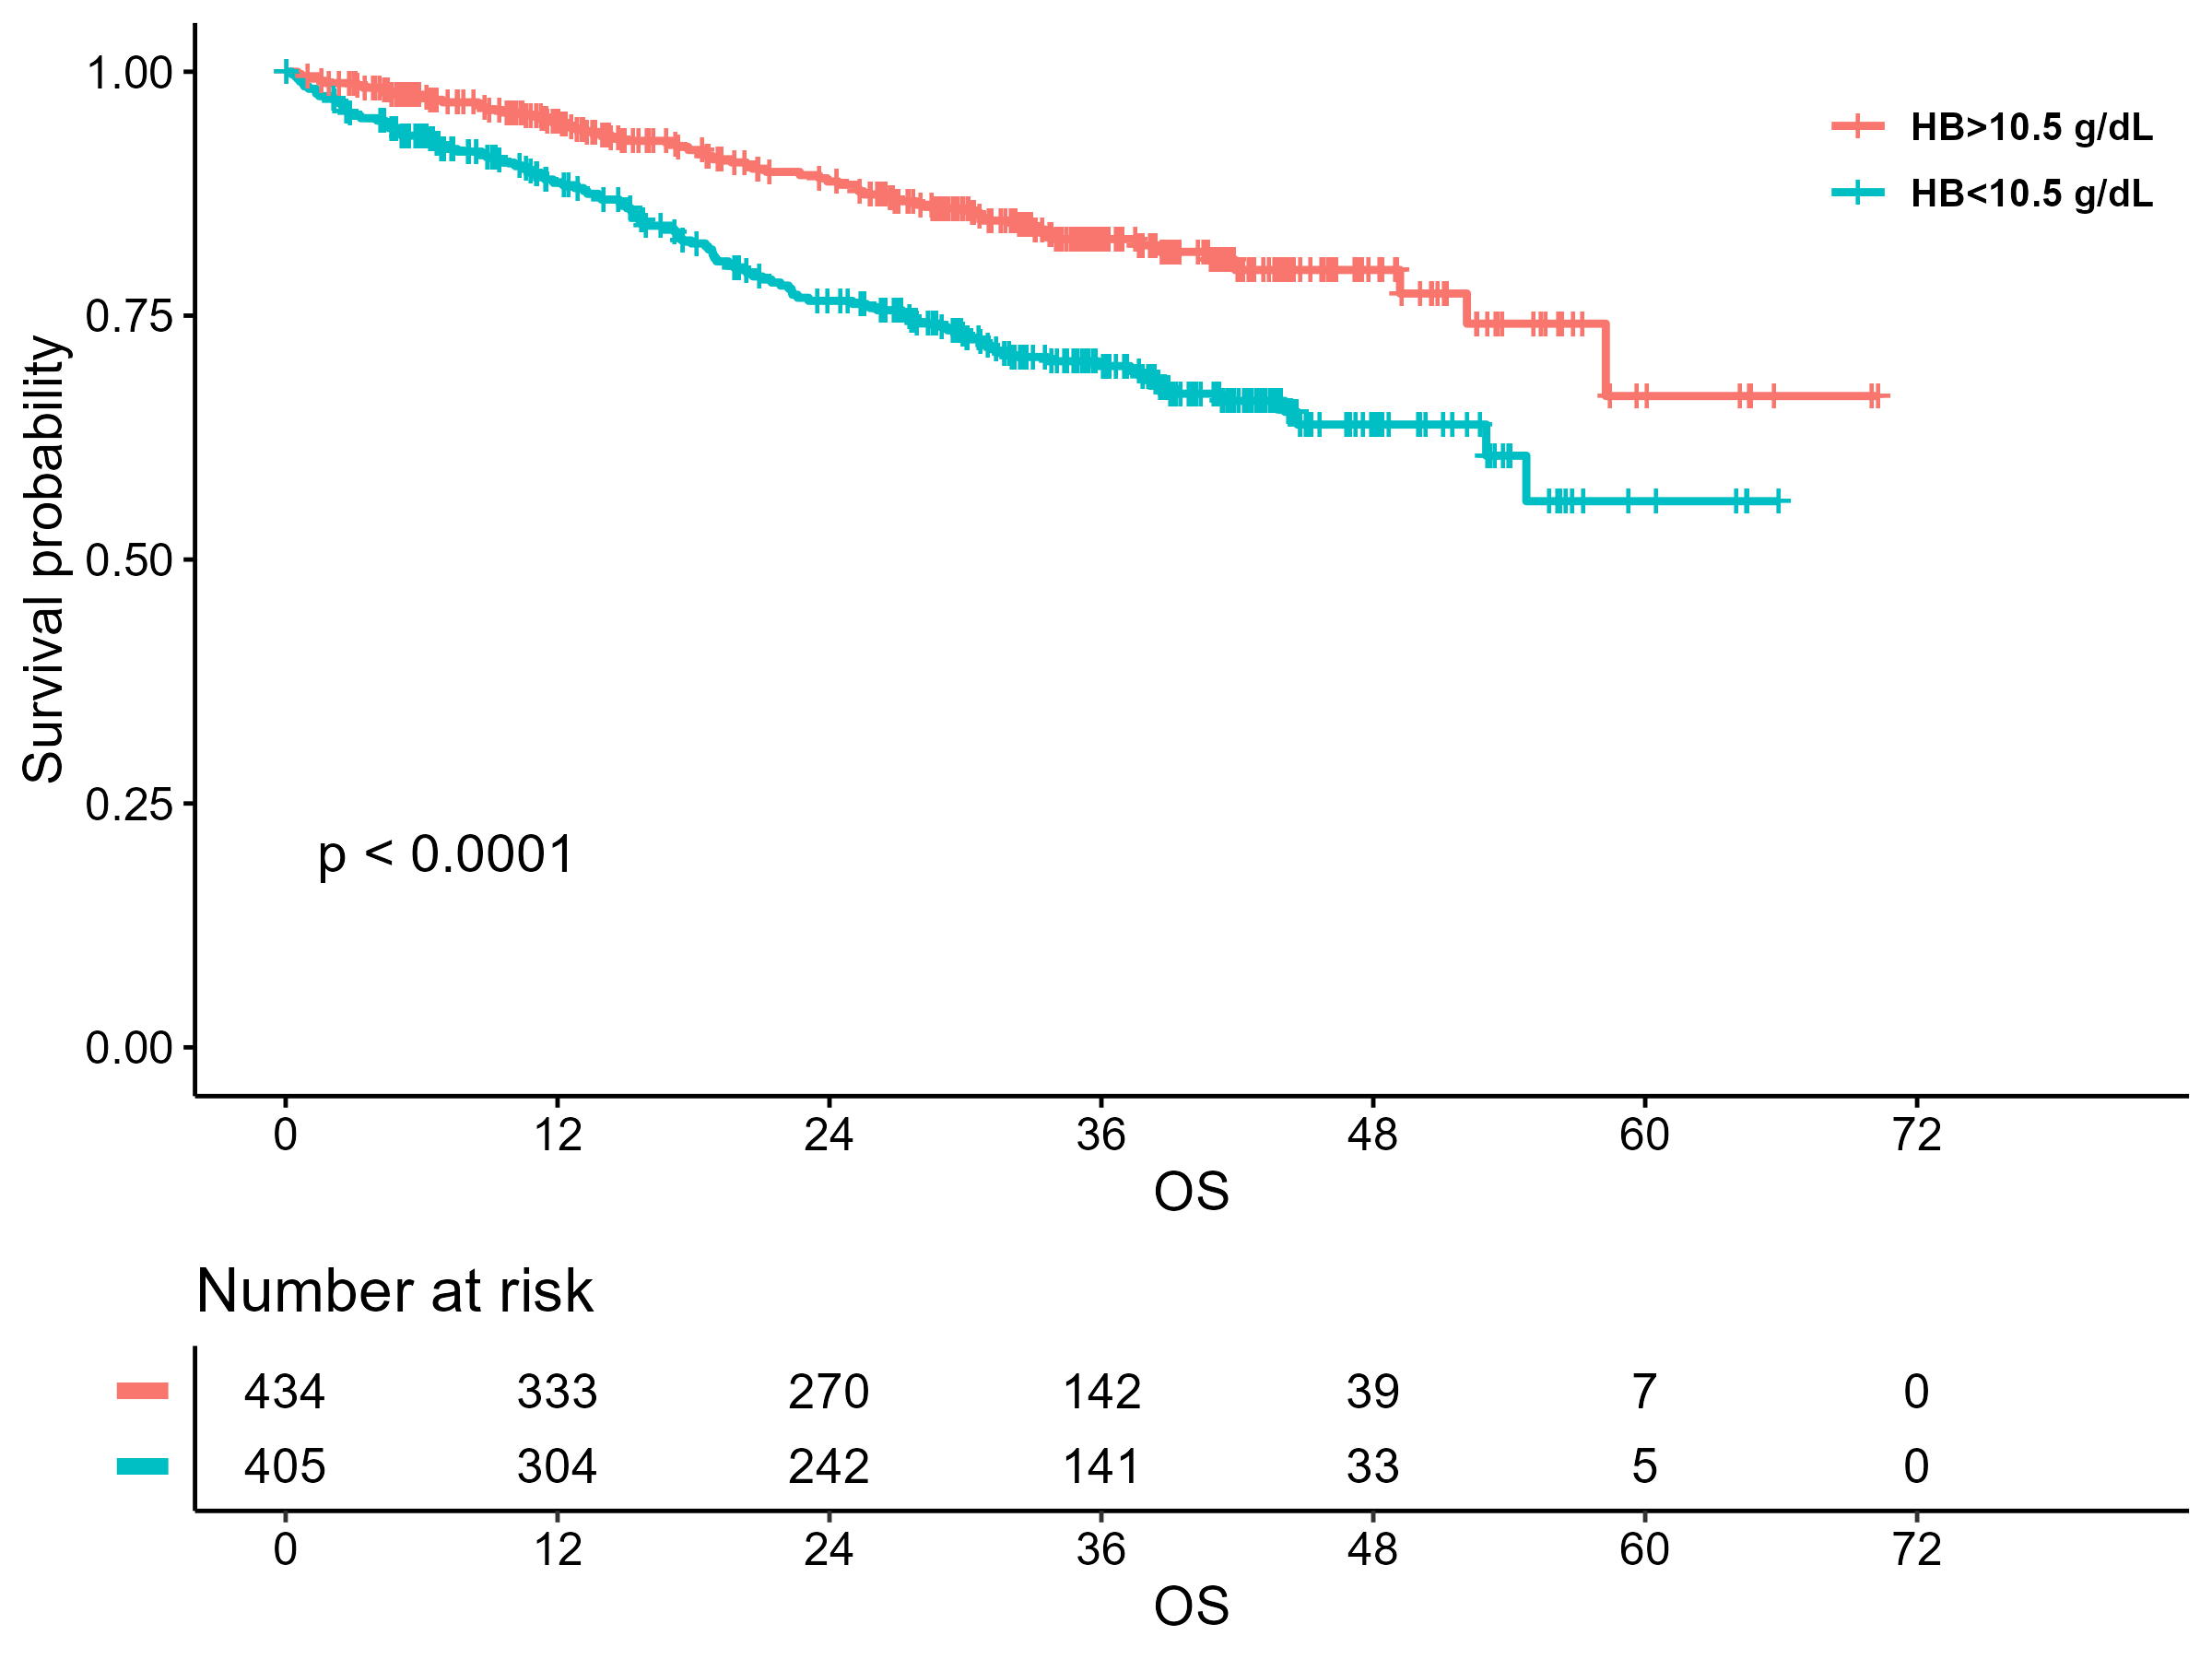 1.00
0.75
0.50
0.25
0.00
Survival probability
HB>10.5 g/dL
HB<10.5 g/dL
p < 0.0001
0 12 24 36 48 60 72
OS
Number at risk
434 333 270 142 39 7 0
405 304 242 141 33 5 0
0 12 24 36 48 60 72
OS